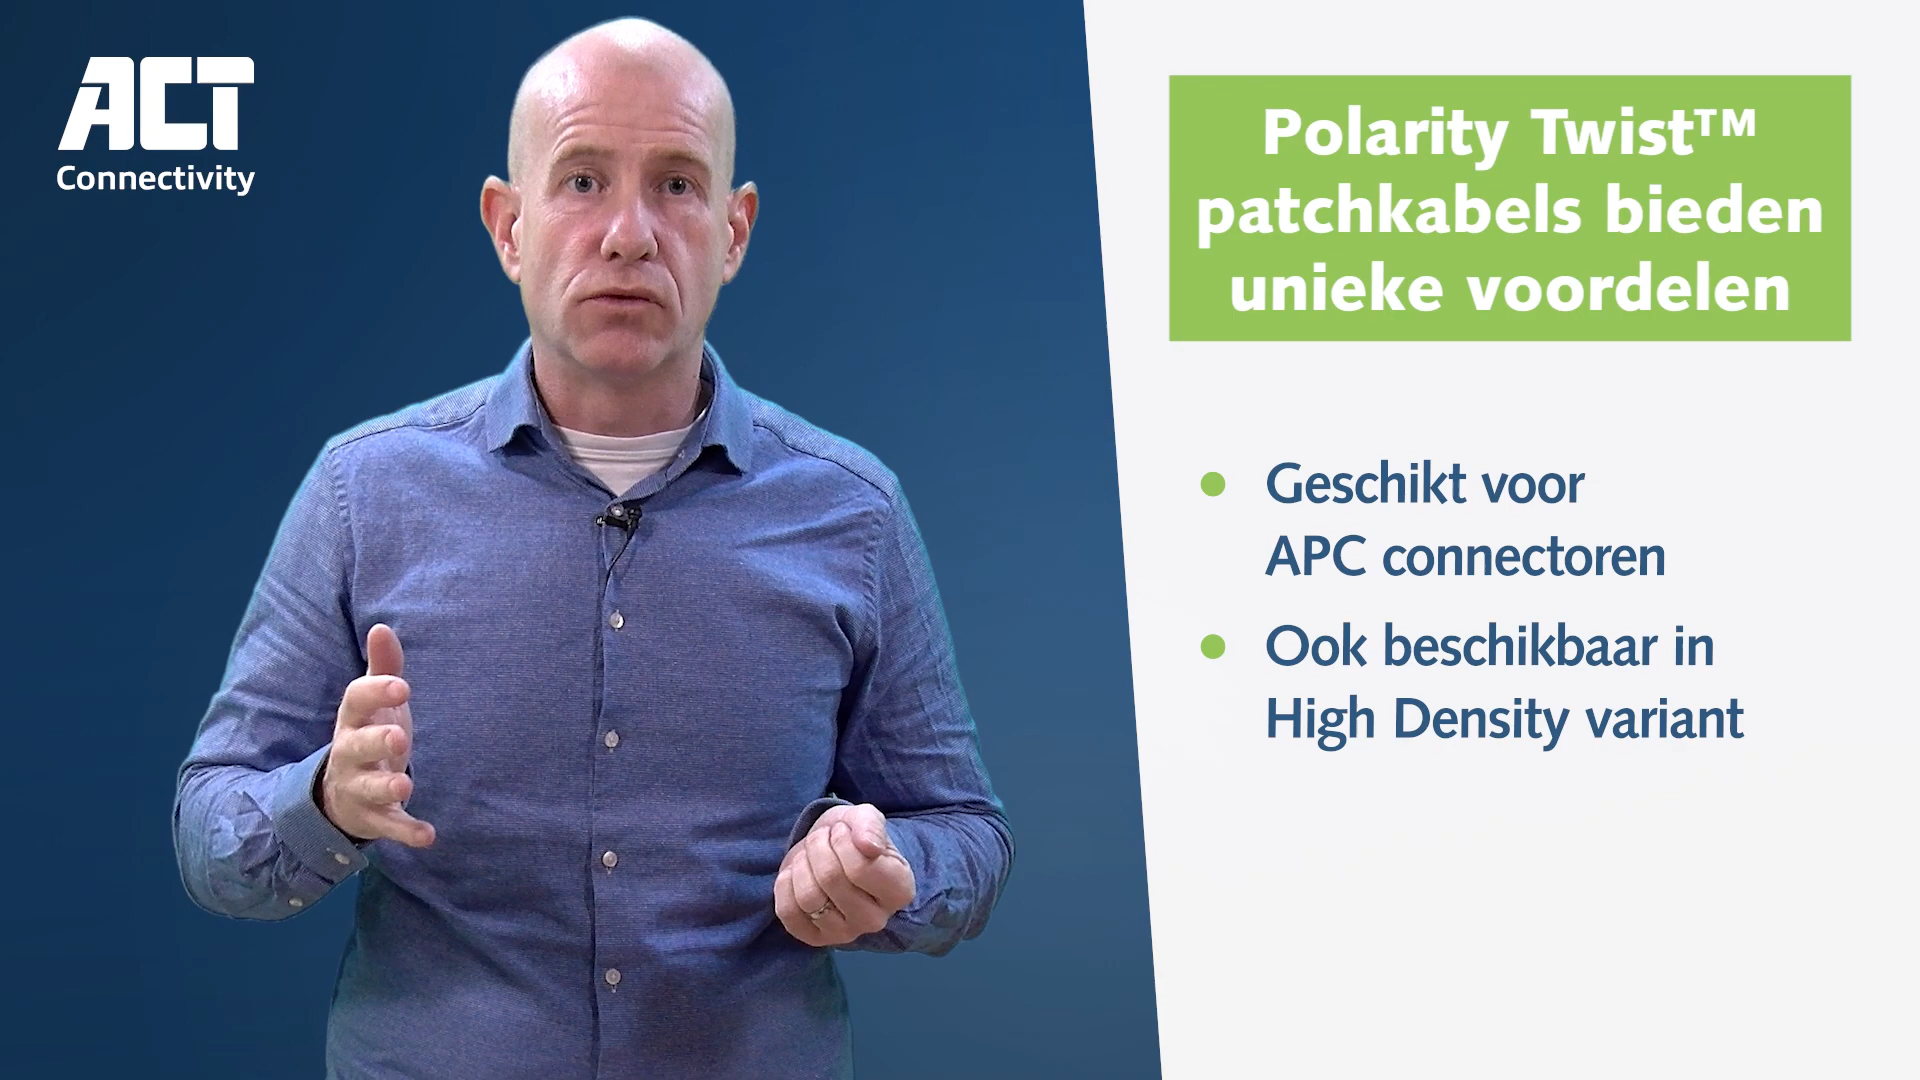 ACT
Connectivity
Polarity Twist™
patchkabels bieden
unieke voordelen
Geschikt voor
APC connectoren
Ook beschikbaar in
High Density variant